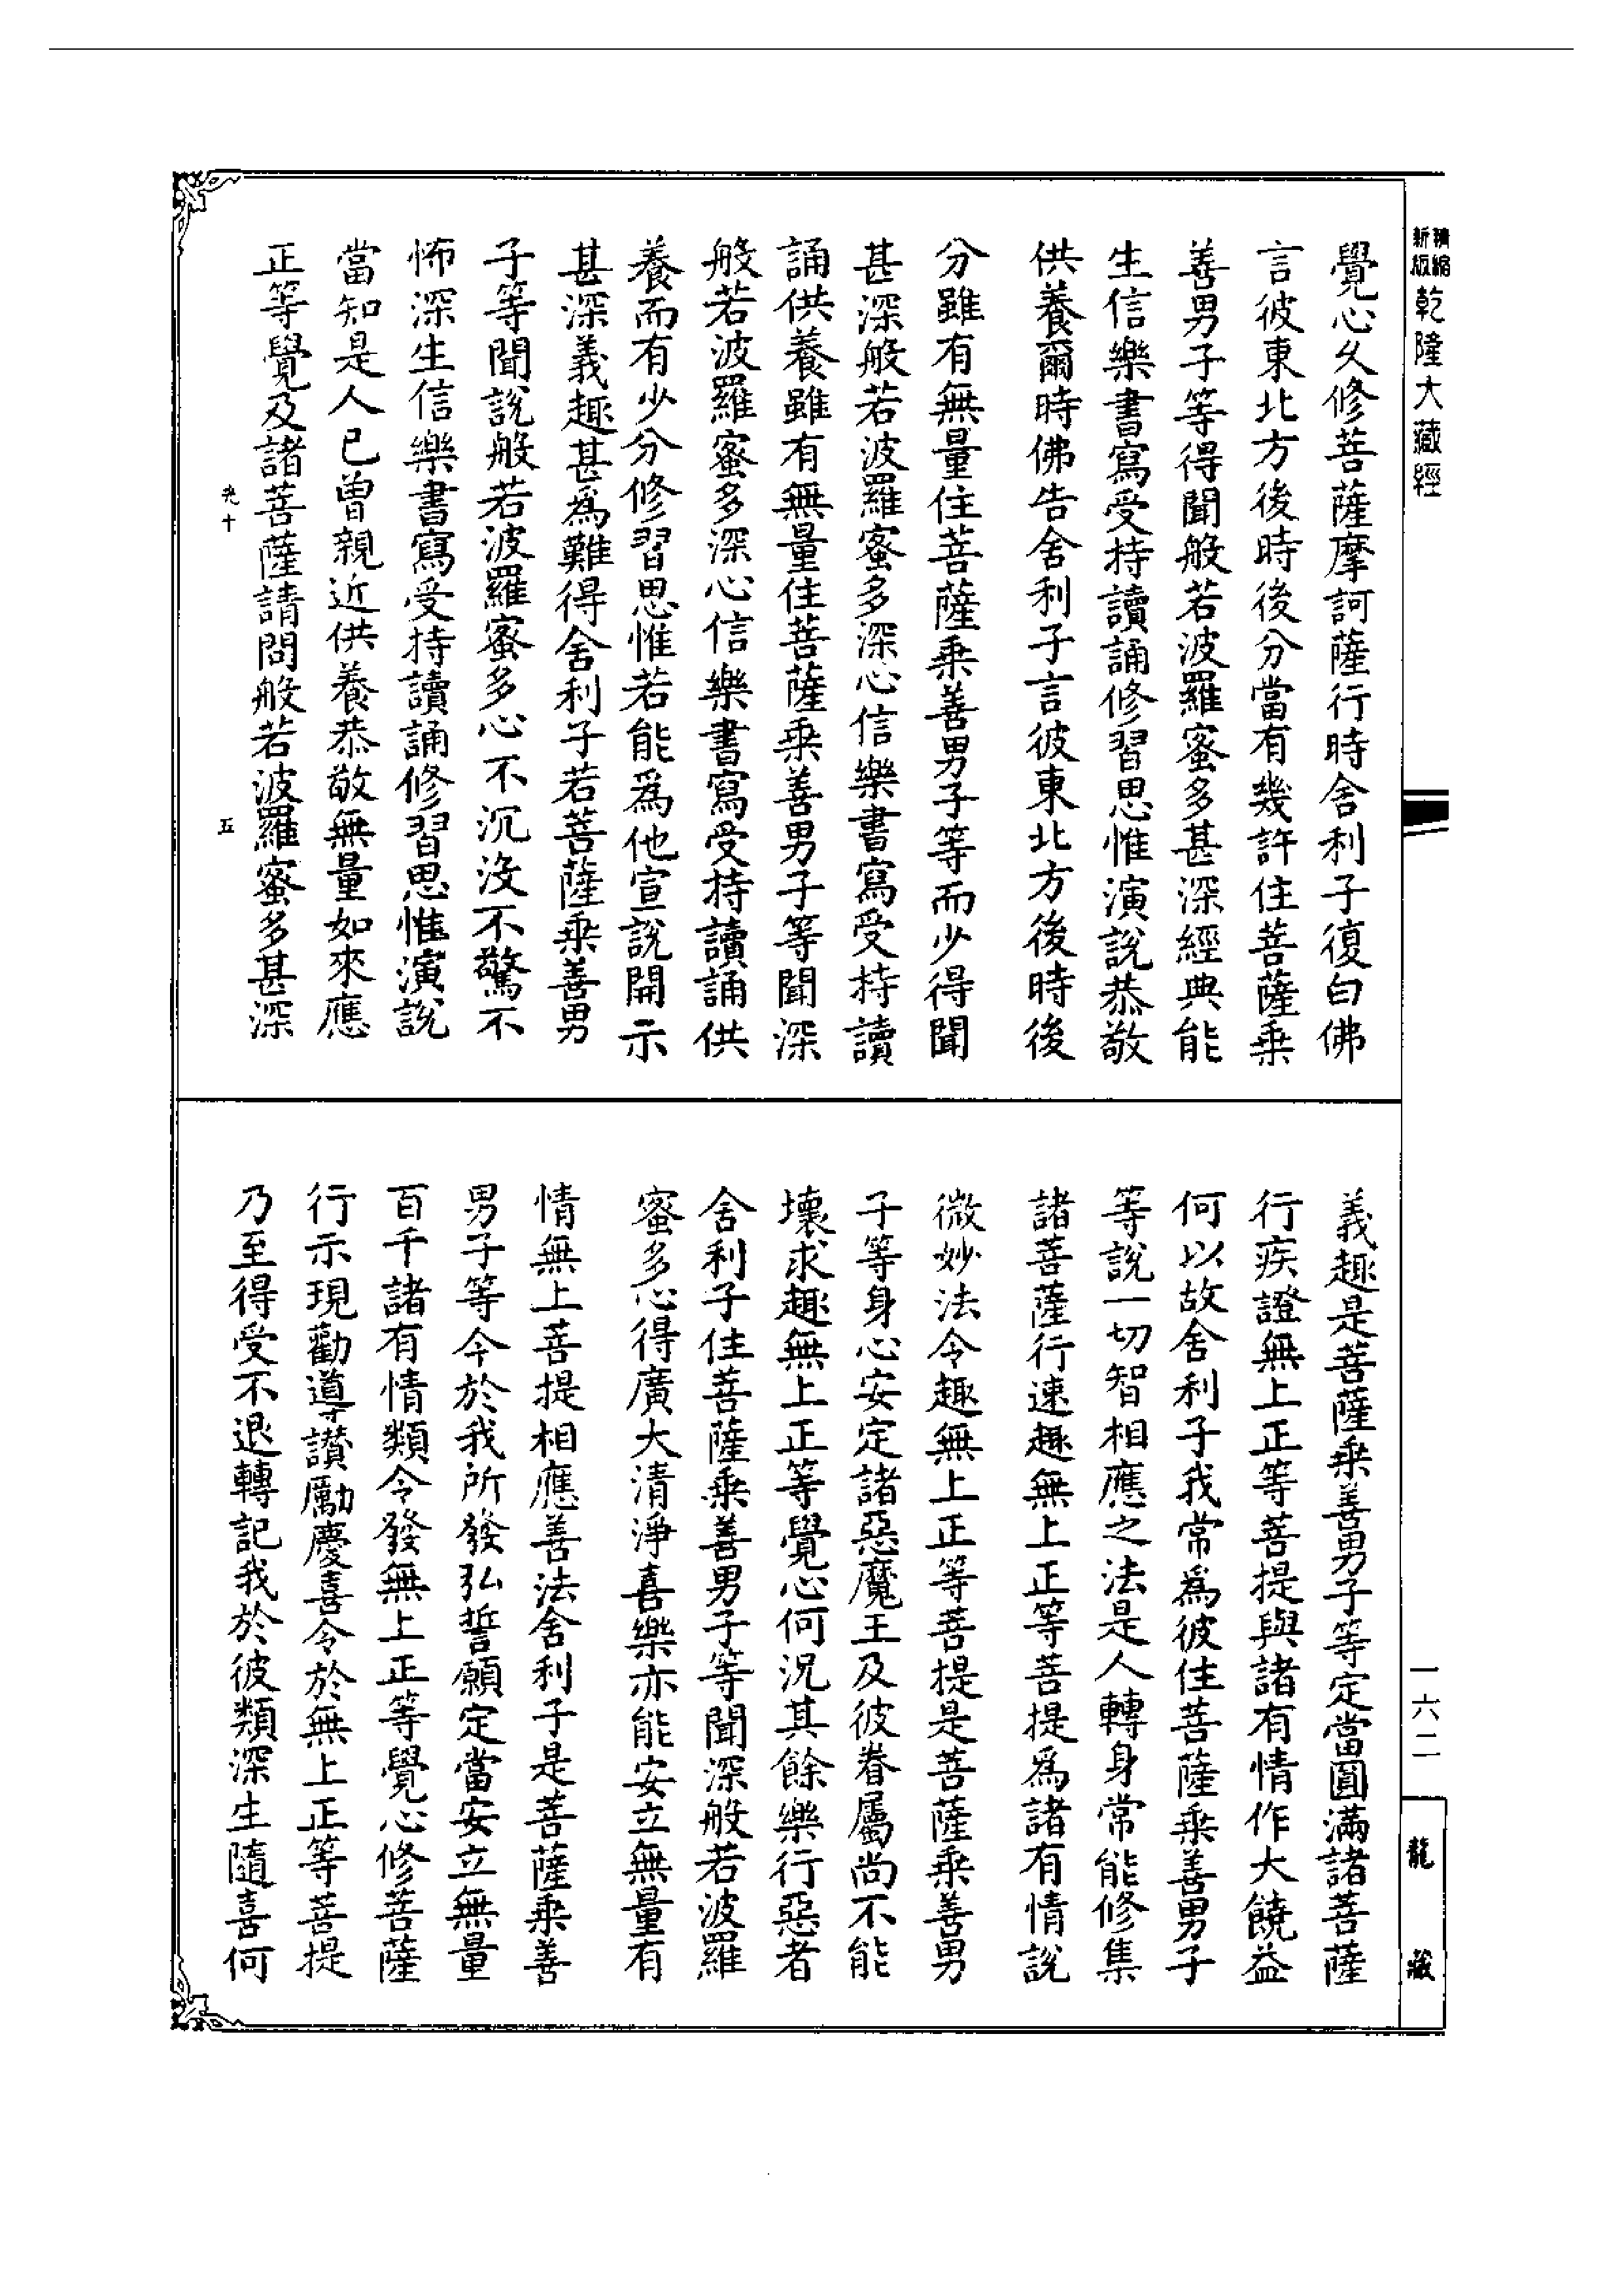 精縮
新版
乾隆大藏經
一六二
龍藏
覺心久修菩薩摩訶薩行時舍利子復白佛
言彼東北方後時後分當有幾許住菩薩乘
善男子等得聞般若波羅蜜多甚深經典能
生信樂書寫受持讀誦修習思惟演說恭敬
供養爾時佛告舍利子言彼東北方後時後
分雖有無量住菩薩乘善男子等而少得聞
甚深般若波羅蜜多深心信樂書寫受持讀
誦供養雖有無量住菩薩乘善男子等聞深
般若波羅蜜多深心信樂書寫受持讀誦供
養而有少分修習思惟若能為他宣說開示
甚深義趣甚為難得舍利子若菩薩乘善男
子等聞說般若波羅蜜多心不沉沒不驚不
怖深生信樂書寫受持讀誦修習思惟演說
當知是人已曾親近供養恭敬無量如來應
正等覺及諸菩薩請問般若波羅蜜多甚深
光十
五
義趣是菩薩乘善男子等定當圓滿諸菩薩
行疾證無上正等菩提與諸有情作大饒益
何以故舍利子我常為彼住菩薩乘善男子
等說一切智相應之法是人轉身常能修集
諸菩薩行速趣無上正等菩提為諸有情說
微妙法令趣無上正等菩提是菩薩乘善男
子等身心安定諸惡魔王及彼眷屬尚不能
壞求趣無上正等覺心何況其餘樂行惡者
舍利子住菩薩乘善男子等聞深般若波羅
蜜多心得廣大清淨喜樂亦能安立無量有
情無上菩提相應善法舍利子是菩薩乘善
男子等今於我所發弘誓願定當安立無量
百千諸有情類令發無上正等覺心修菩薩
行示現勸導讚勵慶喜令於無上正等菩提
乃至得受不退轉記我於彼類深生隨喜何